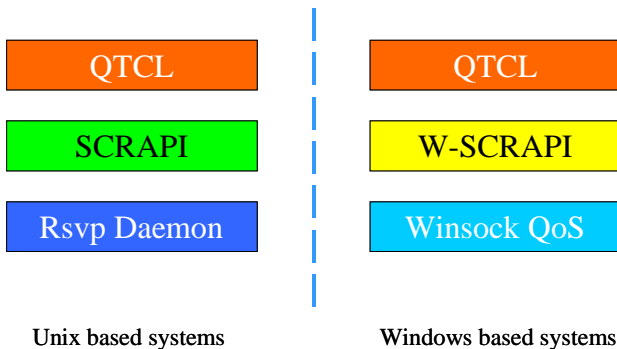 QTCL
SCRAPI
Rsvp Daemon
Unix based systems
QTCL
W-SCRAPI
Winsock QoS
Windows based systems